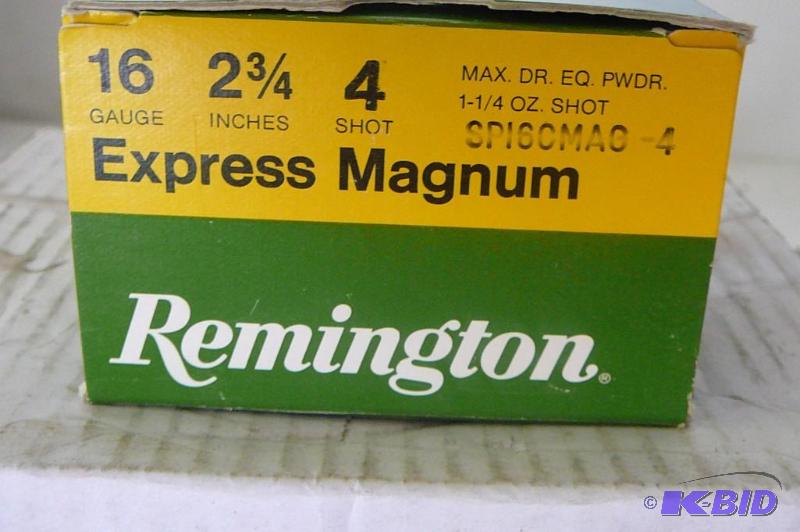 16 2¾ 4
GAUGE INCHES SHOT
MAX. DR. EQ. PWDR.
1-1/4 OZ. SHOT
SP16CMAG -4
Express Magnum
Remington®
© K-BID